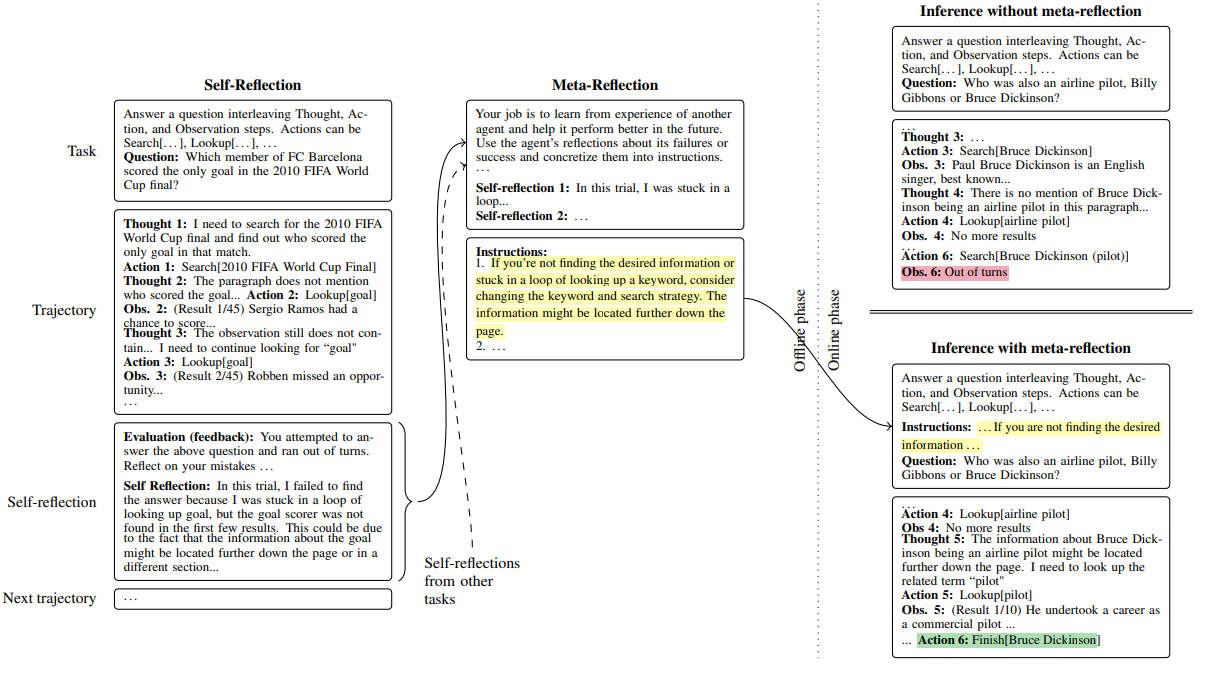 Self-Reflection
Task
Answer a question interleaving Thought, Ac-
tion, and Observation steps. Actions can be
Search[...], Lookup[...], ...
Question: Which member of FC Barcelona
scored the only goal in the 2010 FIFA World
Cup final?
Trajectory
Thought 1: I need to search for the 2010 FIFA
World Cup final and find out who scored the
only goal in that match.
Action 1: Search[2010 FIFA World Cup Final]
Thought 2: The paragraph does not mention
who scored the goal... Action 2: Lookup[goal]
Obs. 2: (Result 1/45) Sergio Ramos had a
chance to score...
Thought 3: The observation still does not con-
tain... I need to continue looking for “goal"
Action 3: Lookup[goal]
Obs. 3: (Result 2/45) Robben missed an oppor-
tunity...
...
Self-reflection
Evaluation (feedback): You attempted to an-
swer the above question and ran out of turns.
Reflect on your mistakes ...
Self Reflection: In this trial, I failed to find
the answer because I was stuck in a loop of
looking up goal, but the goal scorer was not
found in the first few results. This could be due
to the fact that the information about the goal
might be located further down the page or in a
different section...
Next trajectory
...
Meta-Reflection
Your job is to learn from experience of another
agent and help it perform better in the future.
Use the agent's reflections about its failures or
success and concretize them into instructions.
...
Self-reflection 1: In this trial, I was stuck in a
loop...
Self-reflection 2: ...
Instructions:
1. If you're not finding the desired information or
stuck in a loop of looking up a keyword, consider
changing the keyword and search strategy. The
information might be located further down the
page.
2. ...
Self-reflections
from other
tasks
Offline phase
Online phase
Inference without meta-reflection
Answer a question interleaving Thought, Ac-
tion, and Observation steps. Actions can be
Search[...], Lookup[...], ...
Question: Who was also an airline pilot, Billy
Gibbons or Bruce Dickinson?
...
Thought 3: ...
Action 3: Search[Bruce Dickinson]
Obs. 3: Paul Bruce Dickinson is an English
singer, best known...
Thought 4: There is no mention of Bruce Dick-
inson being an airline pilot in this paragraph...
Action 4: Lookup[airline pilot]
Obs. 4: No more results
...
Action 6: Search[Bruce Dickinson (pilot)]
Obs. 6: Out of turns
Inference with meta-reflection
Answer a question interleaving Thought, Ac-
tion, and Observation steps. Actions can be
Search[...], Lookup[...], ...
Instructions: ...If you are not finding the desired
information ...
Question: Who was also an airline pilot, Billy
Gibbons or Bruce Dickinson?
...
Action 4: Lookup[airline pilot]
Obs 4: No more results
Thought 5: The information about Bruce Dick-
inson being an airline pilot might be located
further down the page. I need to look up the
related term “pilot"
Action 5: Lookup[pilot]
Obs. 5: (Result 1/10) He undertook a career as
a commercial pilot ...
... Action 6: Finish[Bruce Dickinson]